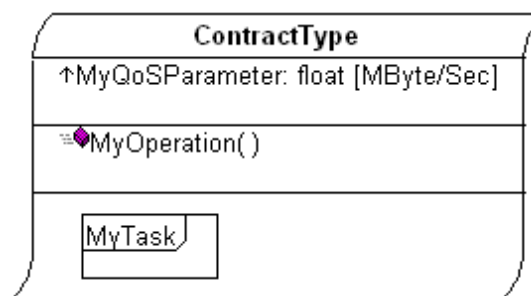 ContractType
↑MyQoSParameter: float [MByte/Sec]
MyOperation( )
MyTask